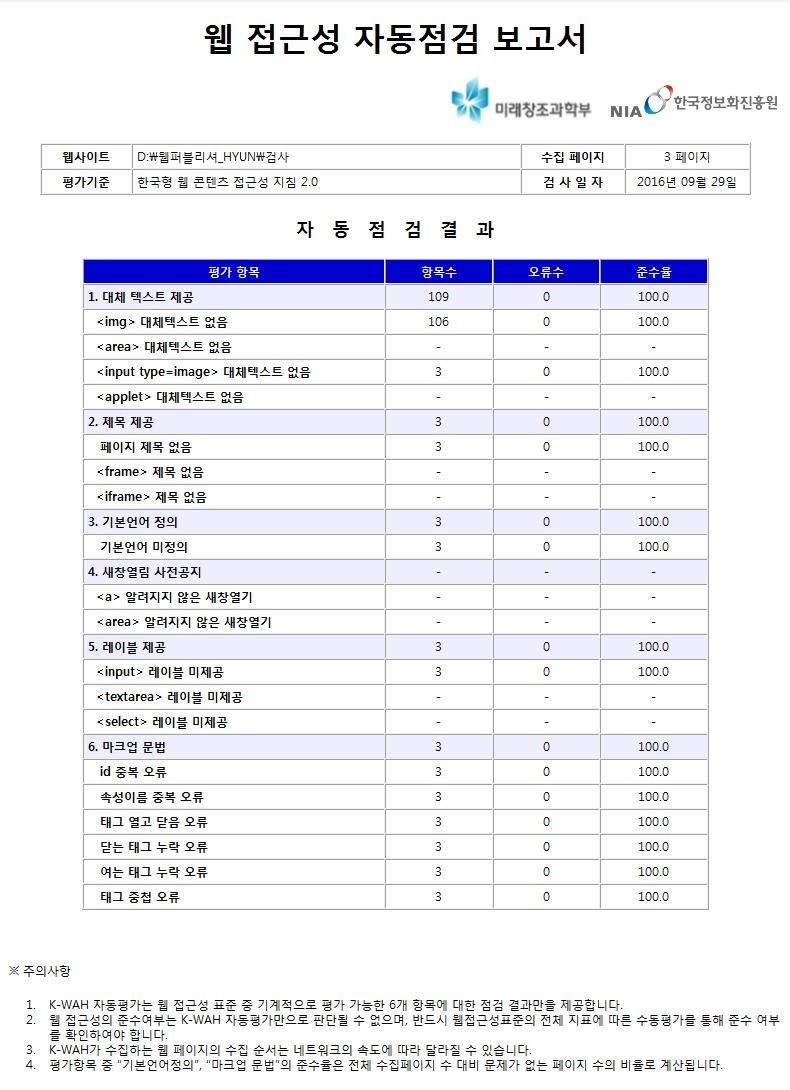 웹 접근성 자동점검 보고서
미래창조과학부 NIA 한국정보화진흥원
웹사이트 D:₩웹퍼블리셔_HYUN₩검사 수집 페이지 3 페이지
평가기준 한국형 웹 콘텐츠 접근성 지침 2.0 검 사 일 자 2016년 09월 29일
자 동 점 검 결 과
평가 항목 항목수 오류수 준수율
1. 대체 텍스트 제공 109 0 100.0
<img> 대체텍스트 없음 106 0 100.0
<area> 대체텍스트 없음 - - -
<input type=image> 대체텍스트 없음 3 0 100.0
<applet> 대체텍스트 없음 - - -
2. 제목 제공 3 0 100.0
페이지 제목 없음 3 0 100.0
<frame> 제목 없음 - - -
<iframe> 제목 없음 - - -
3. 기본언어 정의 3 0 100.0
기본언어 미정의 3 0 100.0
4. 새창열림 사전공지 - - -
<a> 알려지지 않은 새창열기 - - -
<area> 알려지지 않은 새창열기 - - -
5. 레이블 제공 3 0 100.0
<input> 레이블 미제공 3 0 100.0
<textarea> 레이블 미제공 - - -
<select> 레이블 미제공 - - -
6. 마크업 문법 3 0 100.0
id 중복 오류 3 0 100.0
속성이름 중복 오류 3 0 100.0
태그 열고 닫음 오류 3 0 100.0
닫는 태그 누락 오류 3 0 100.0
여는 태그 누락 오류 3 0 100.0
태그 중첩 오류 3 0 100.0
※ 주의사항
1. K-WAH 자동평가는 웹 접근성 표준 중 기계적으로 평가 가능한 6개 항목에 대한 점검 결과만을 제공합니다.
2. 웹 접근성의 준수여부는 K-WAH 자동평가만으로 판단될 수 없으며, 반드시 웹접근성표준의 전체 지표에 따른 수동평가를 통해 준수 여부
를 확인하여야 합니다.
3. K-WAH가 수집하는 웹 페이지의 수집 순서는 네트워크의 속도에 따라 달라질 수 있습니다.
4. 평가항목 중 “기본언어정의”, “마크업 문법”의 준수율은 전체 수집페이지 수 대비 문제가 없는 페이지 수의 비율로 계산됩니다.